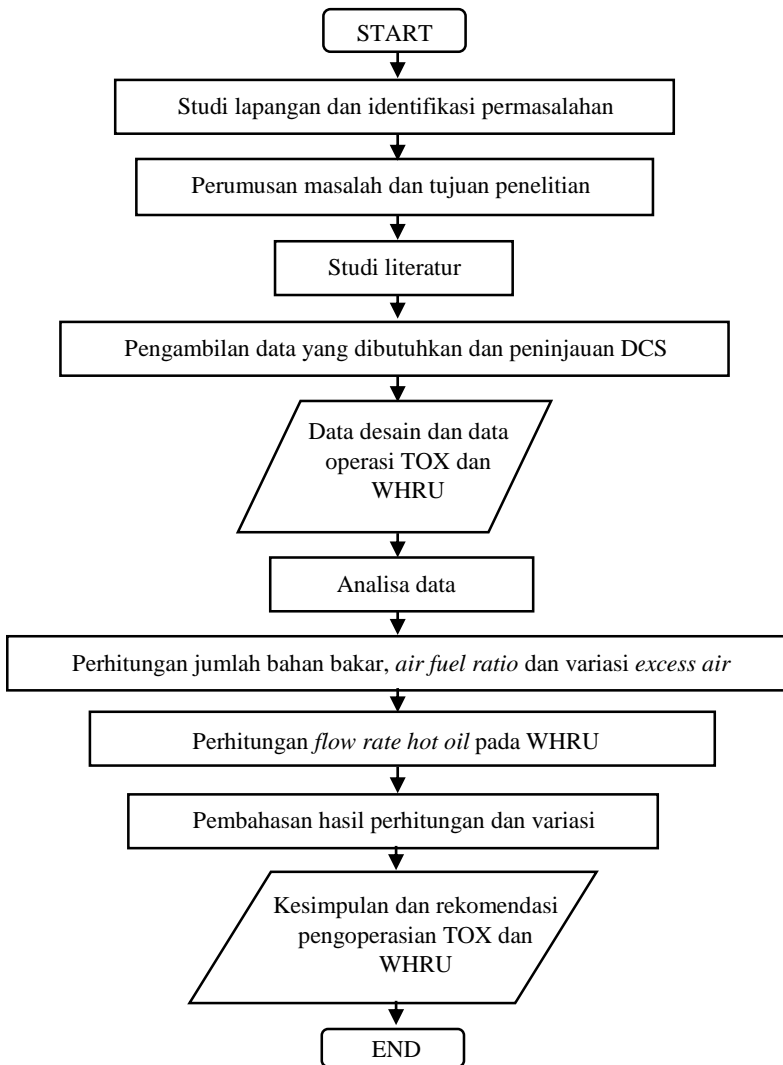 START
Studi lapangan dan identifikasi permasalahan
Perumusan masalah dan tujuan penelitian
Studi literatur
Pengambilan data yang dibutuhkan dan peninjauan DCS
Data desain dan data
operasi TOX dan
WHRU
Analisa data
Perhitungan jumlah bahan bakar, air fuel ratio dan variasi excess air
Perhitungan flow rate hot oil pada WHRU
Pembahasan hasil perhitungan dan variasi
Kesimpulan dan rekomendasi
pengoperasian TOX dan
WHRU
END